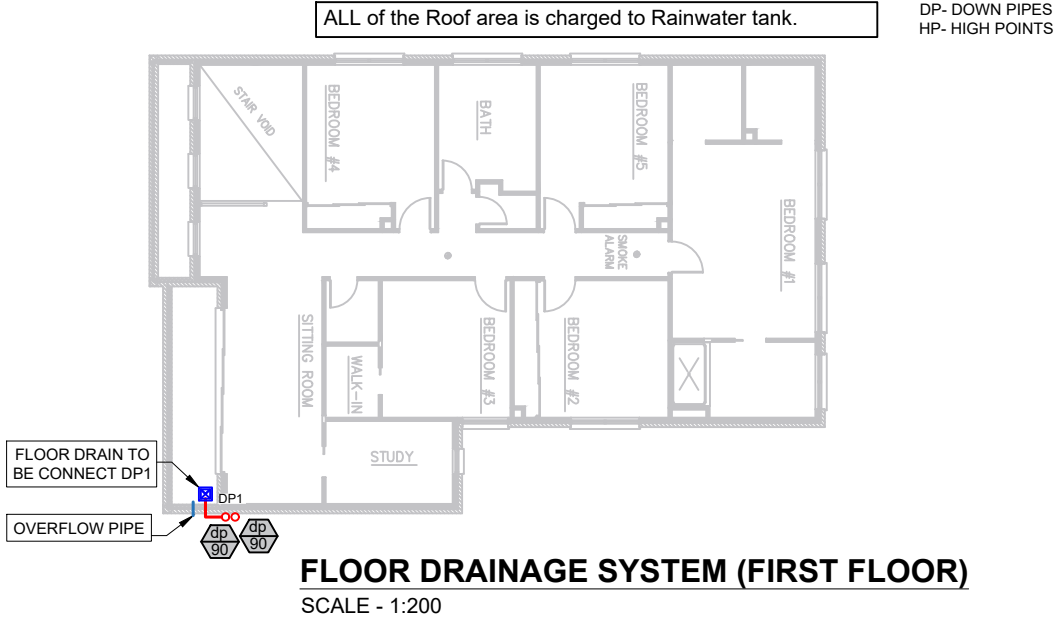 ALL of the Roof area is charged to Rainwater tank.
DP- DOWN PIPES
HP- HIGH POINTS
STAIR VOID
BEDROOM #4
BATH
BEDROOM #5
BEDROOM #1
SMOKE
ALARM
SITTING ROOM
WALK-IN
BEDROOM #3
BEDROOM #2
STUDY
FLOOR DRAIN TO
BE CONNECT DP1
DP1
OVERFLOW PIPE
dp
90
dp
90
FLOOR DRAINAGE SYSTEM (FIRST FLOOR)
SCALE - 1:200